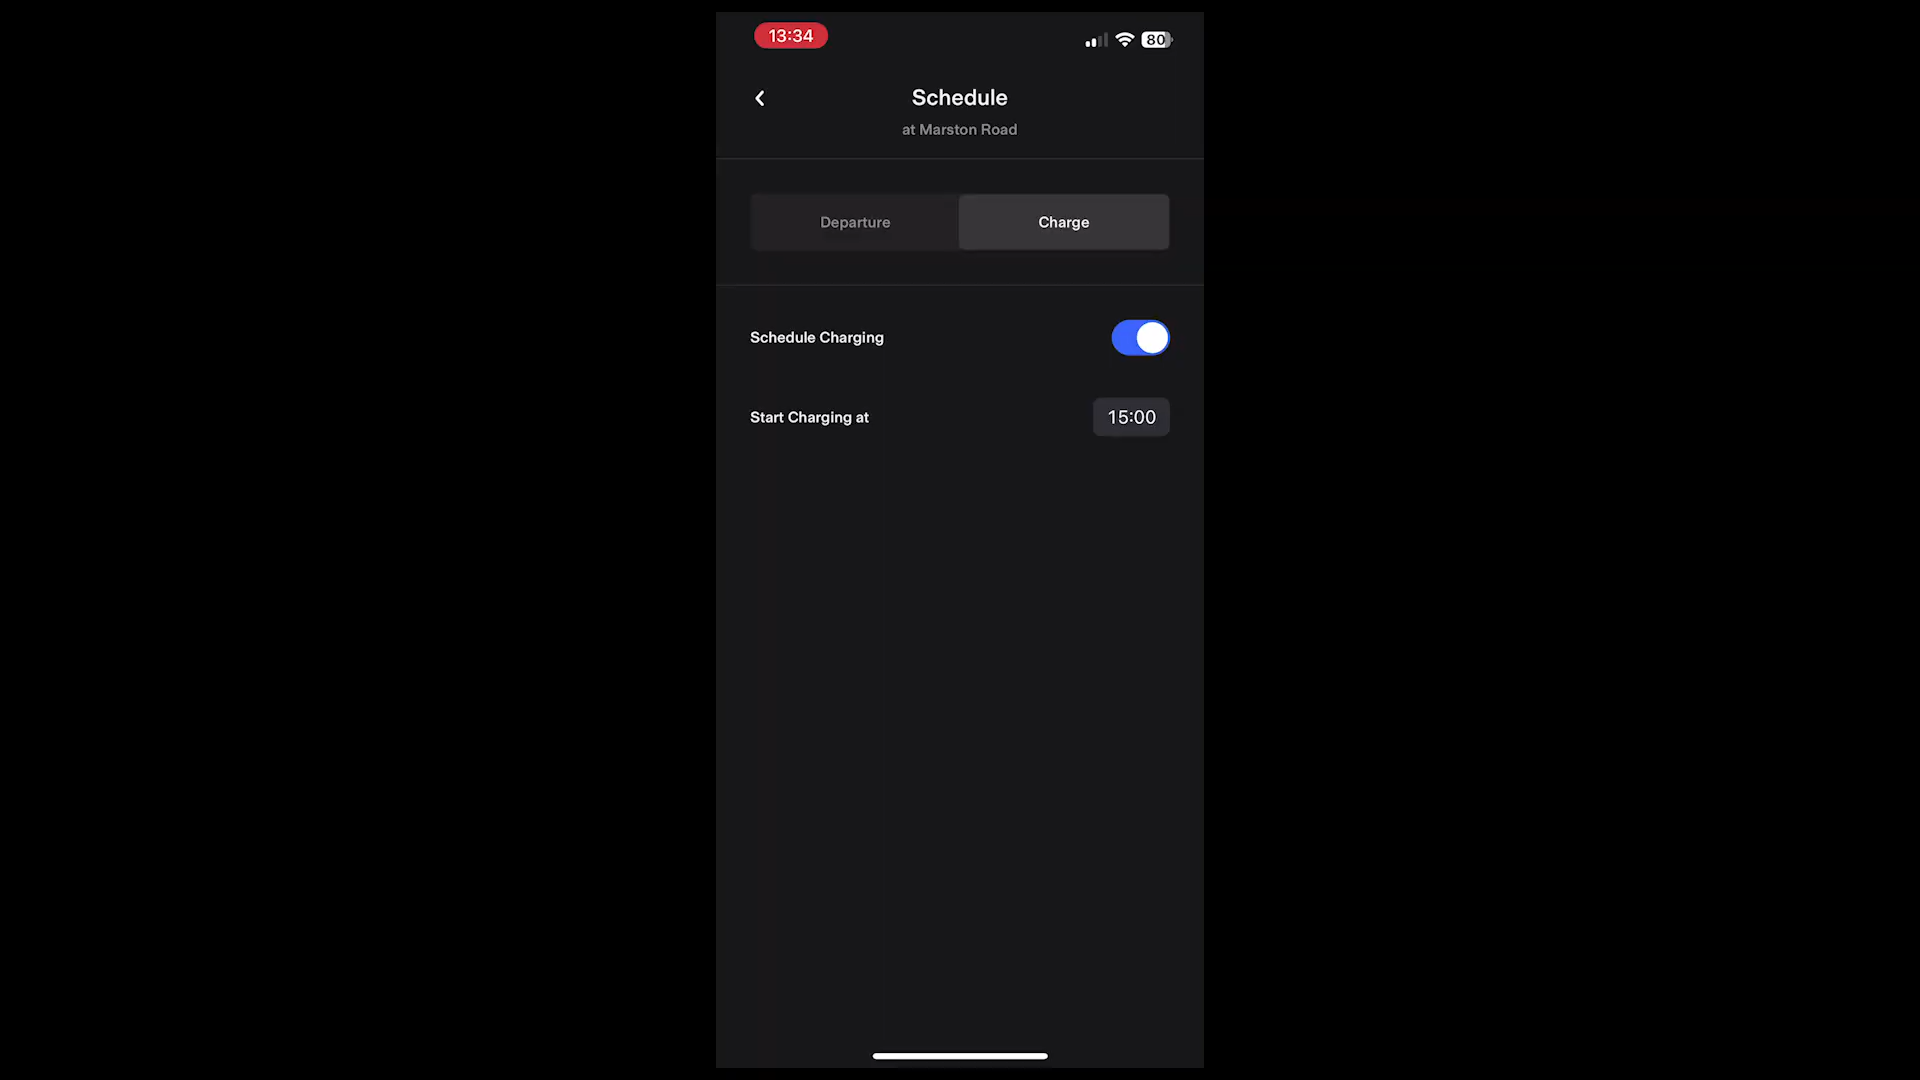 13:34
80
Schedule
at Marston Road
Departure
Charge
Schedule Charging
Start Charging at
15:00